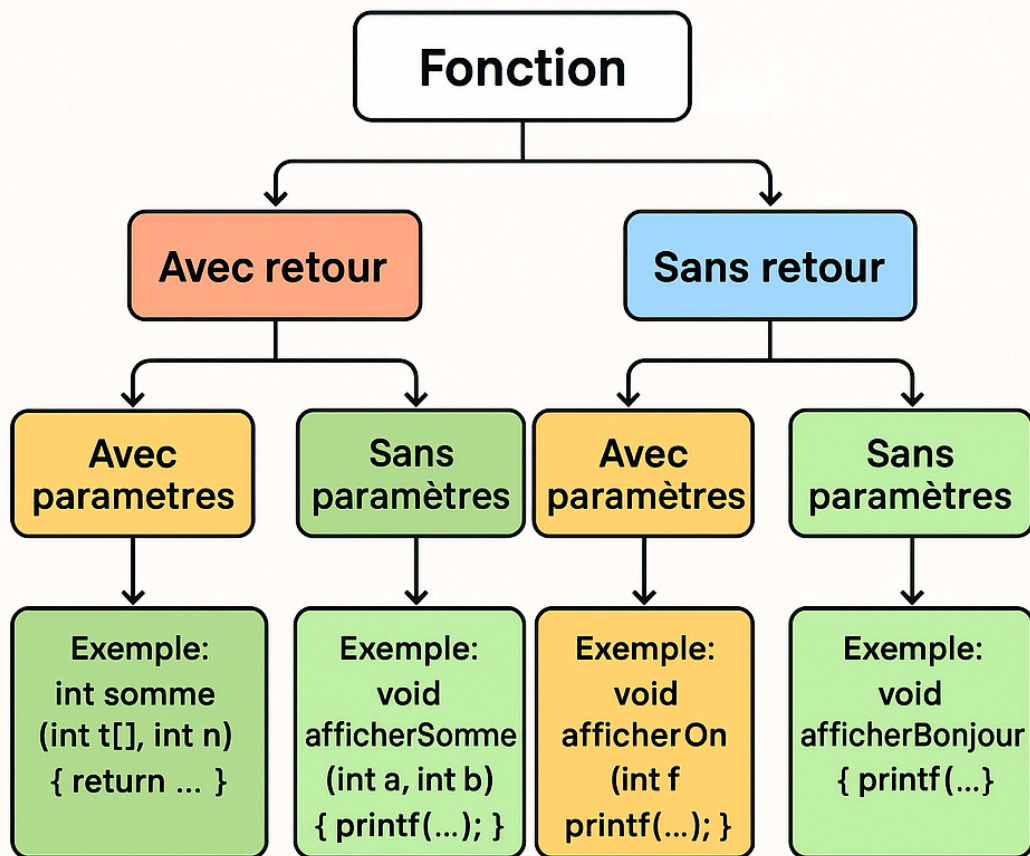 Fonction
Avec retour
Sans retour
Avec
parametres
Sans
paramètres
Avec
paramètres
Sans
paramètres
Exemple:
int somme
(int t[], int n)
{ return ... }
Exemple:
void
afficherSomme
(int a, int b)
{ printf(...); }
Exemple:
void
afficherOn
(int f
printf(...); }
Exemple:
void
afficherBonjour
{ printf(...}